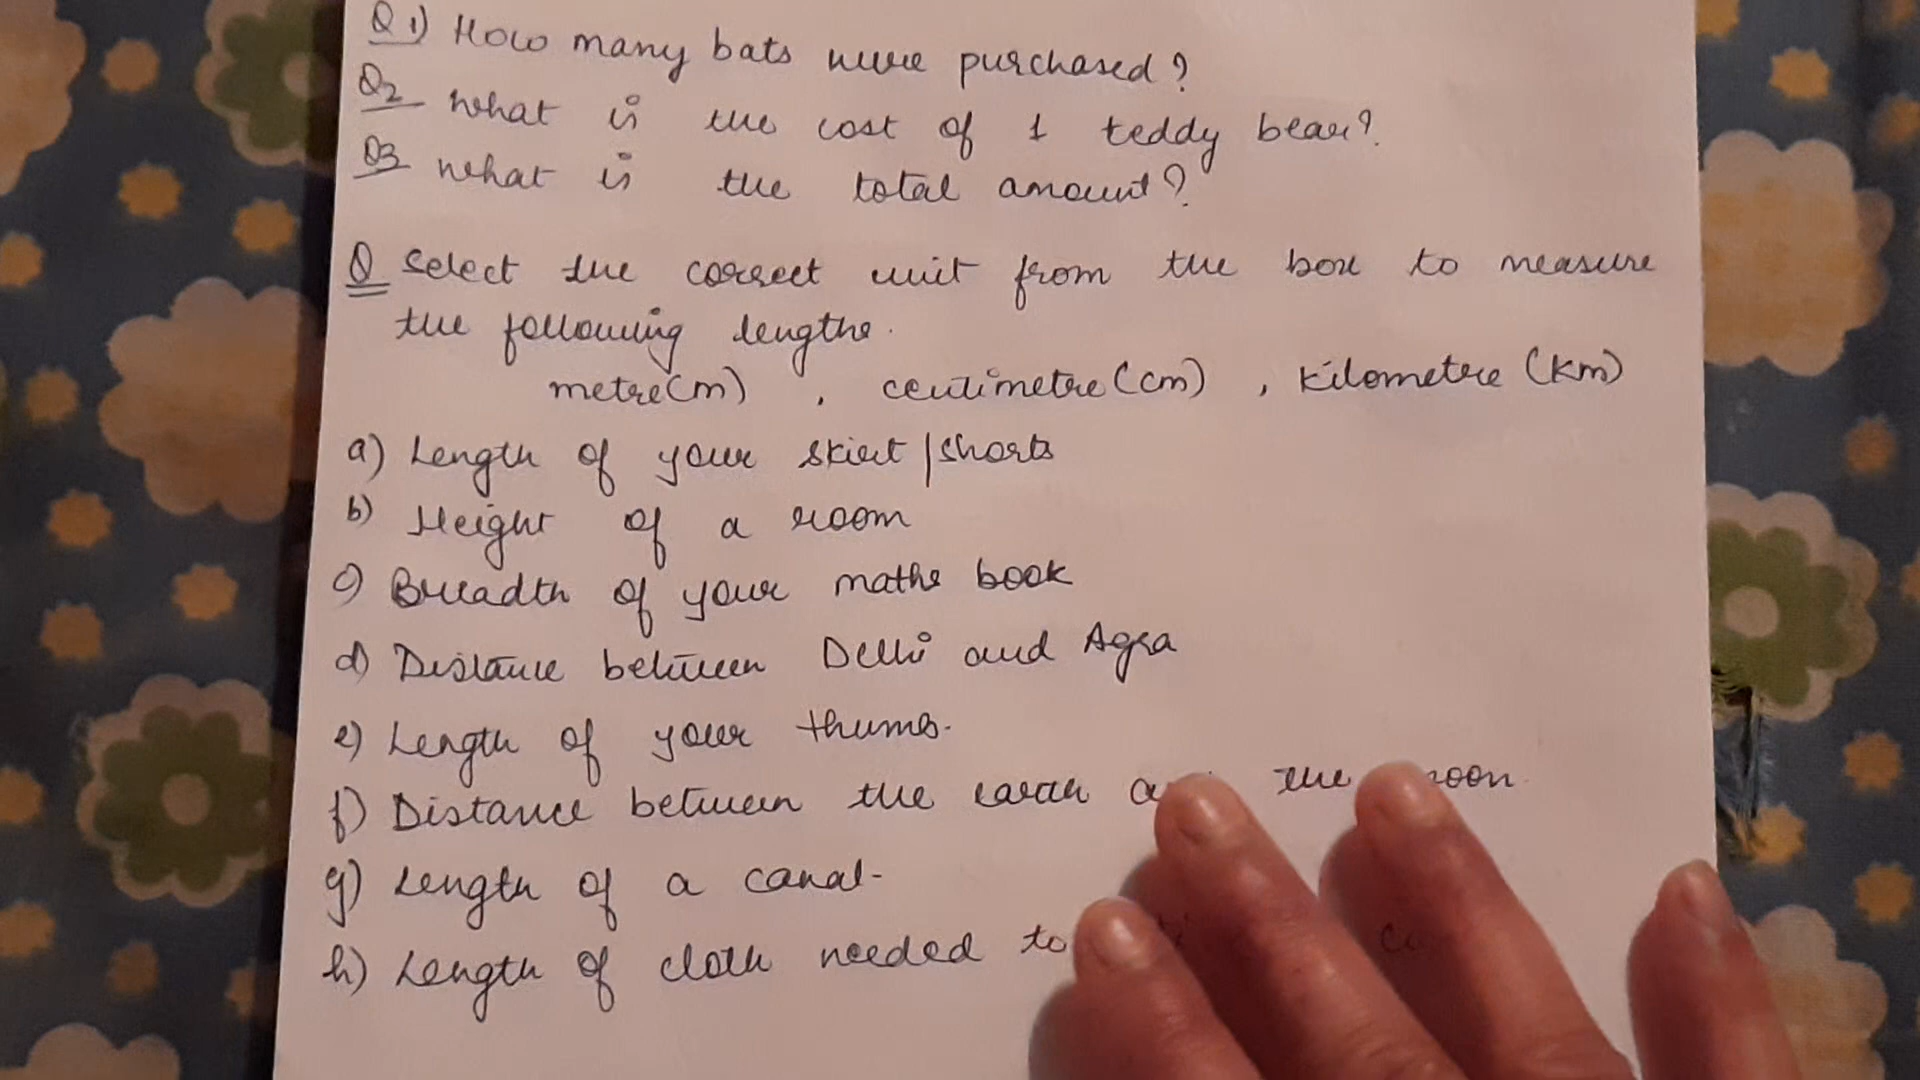 Q1) How many bats were purchased?
Q2 What is the cost of 1 teddy bear?
Q3 What is the total amount?
Q Select the correct unit from the box to measure
the following lengths.
metre(m) , centimetre(cm) , Kilometre (Km)
a) Length of your skirt/shorts
b) Height of a room
c) Breadth of your maths book
d) Distance between Delhi and Agra
e) Length of your thumb.
f) Distance between the earth the
g) Length of a canal.
h) Length of cloth needed to